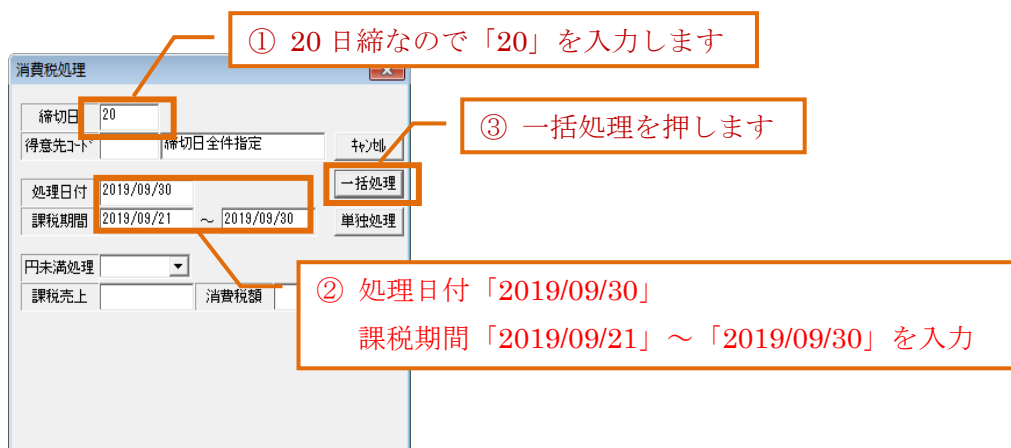 ① 20日締なので「20」を入力します
消費税処理
締切日 20
③ 一括処理を押します
得意先コード 締切日全件指定 キャンセル
処理日付 2019/09/30 一括処理
課税期間 2019/09/21 ～ 2019/09/30 単独処理
円未満処理
課税売上 消費税額
② 処理日付「2019/09/30」
課税期間「2019/09/21」～「2019/09/30」を入力